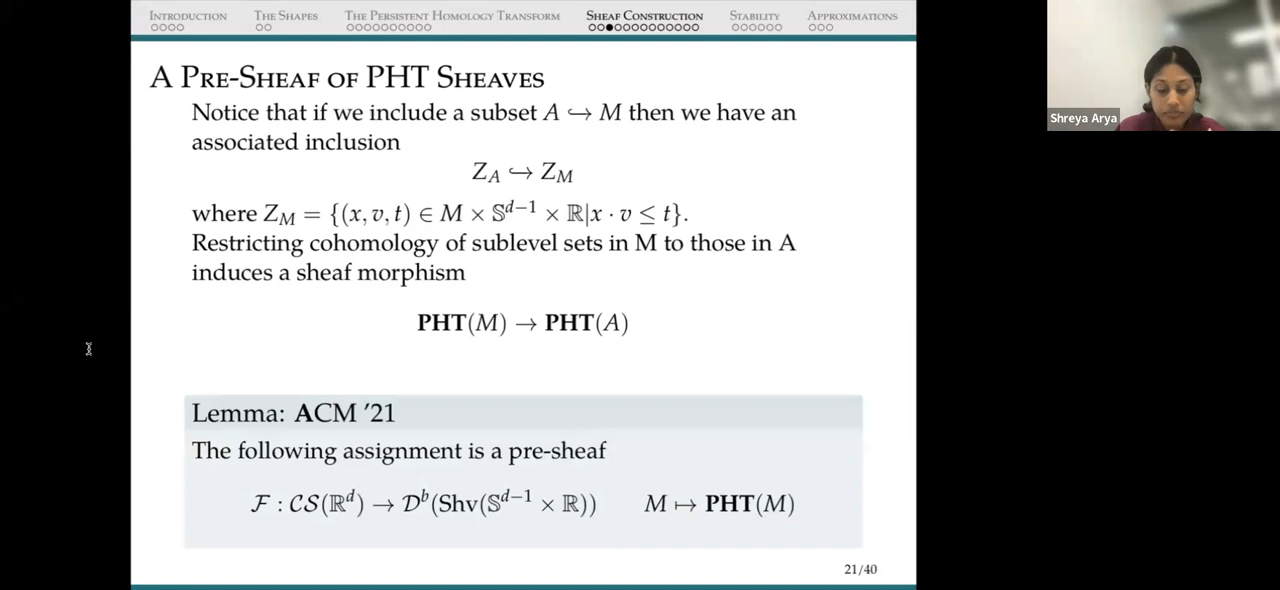 INTRODUCTION THE SHAPES THE PERSISTENT HOMOLOGY TRANSFORM SHEAF CONSTRUCTION STABILITY APPROXIMATIONS
A PRE-SHEAF OF PHT SHEAVES
Notice that if we include a subset A ↪ M then we have an
associated inclusion
Z_A ↪ Z_M
where Z_M = {(x, v, t) ∈ M × 𝕊^{d−1} × ℝ|x · v ≤ t}.
Restricting cohomology of sublevel sets in M to those in A
induces a sheaf morphism
PHT(M) → PHT(A)
Lemma: ACM '21
The following assignment is a pre-sheaf
ℱ : 𝒞𝒮(ℝ^d) → 𝒟^b(Shv(𝕊^{d−1} × ℝ)) M ↦ PHT(M)
21/40
Shreya Arya